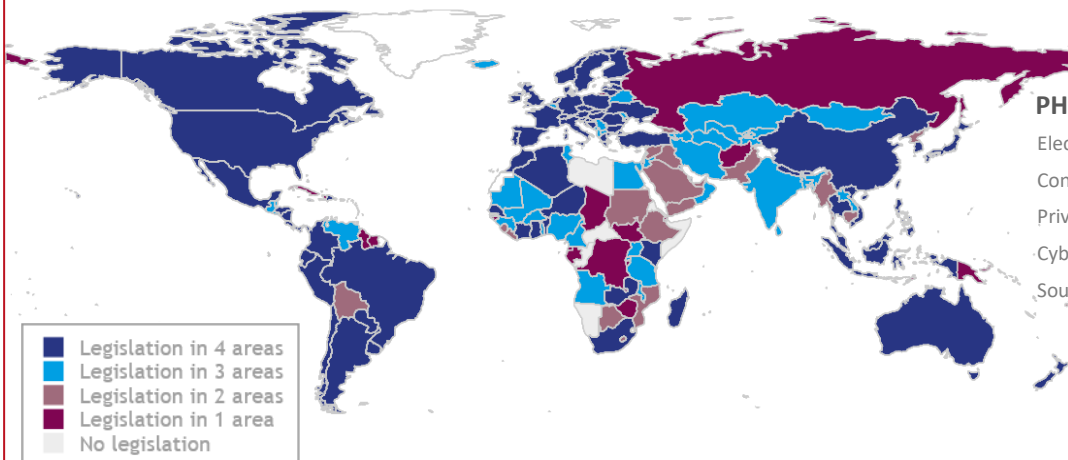 PH
Elec
Con
Priv
Cyb
Sou
Legislation in 4 areas
Legislation in 3 areas
Legislation in 2 areas
Legislation in 1 area
No legislation